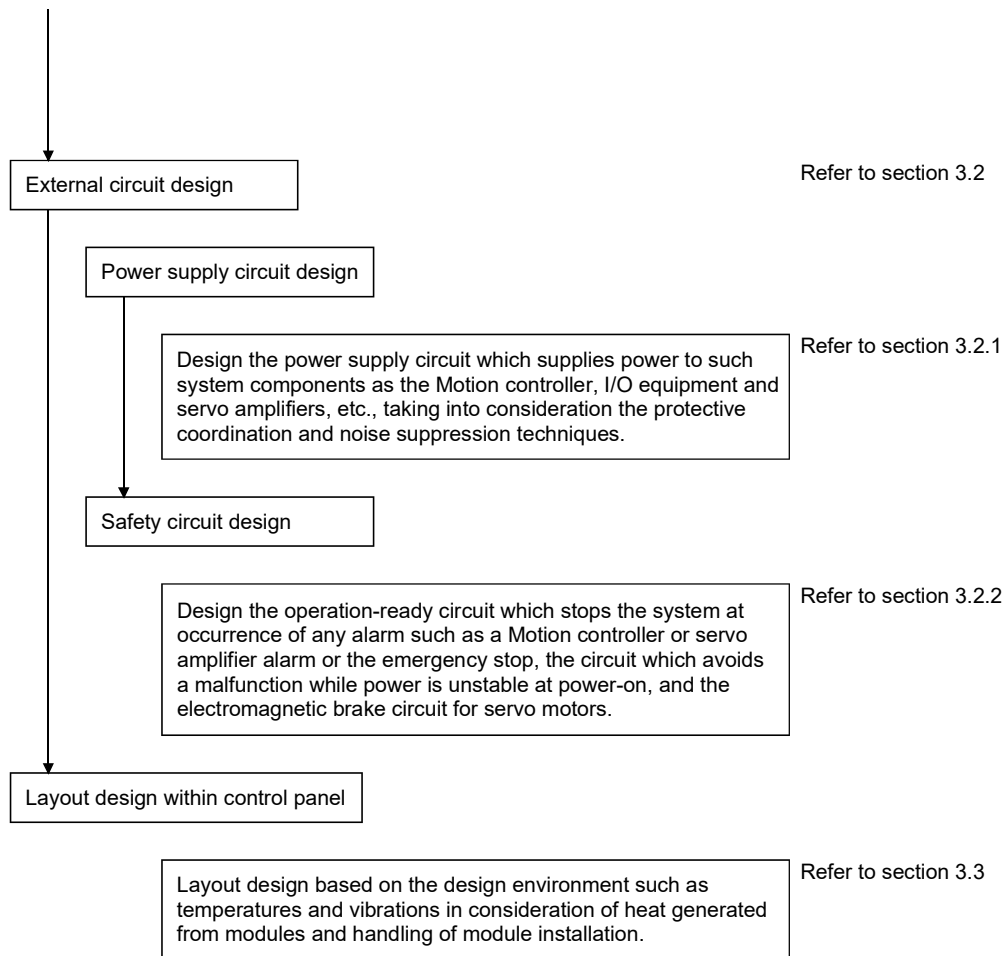 External circuit design
Refer to section 3.2
Power supply circuit design
Design the power supply circuit which supplies power to such
system components as the Motion controller, I/O equipment and
servo amplifiers, etc., taking into consideration the protective
coordination and noise suppression techniques.
Refer to section 3.2.1
Safety circuit design
Design the operation-ready circuit which stops the system at
occurrence of any alarm such as a Motion controller or servo
amplifier alarm or the emergency stop, the circuit which avoids
a malfunction while power is unstable at power-on, and the
electromagnetic brake circuit for servo motors.
Refer to section 3.2.2
Layout design within control panel
Layout design based on the design environment such as
temperatures and vibrations in consideration of heat generated
from modules and handling of module installation.
Refer to section 3.3